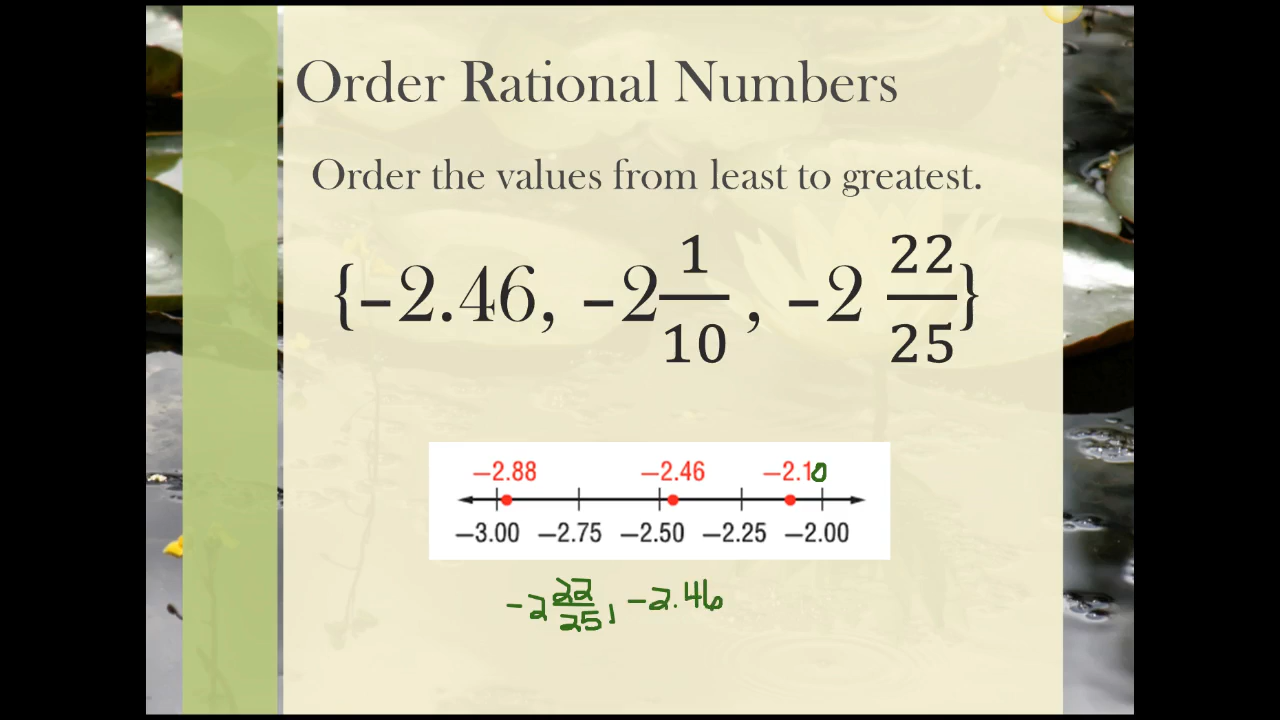 Order Rational Numbers
Order the values from least to greatest.
{−2.46, −2 1/10 , −2 22/25}
−2.88 −2.46 −2.10
−3.00 −2.75 −2.50 −2.25 −2.00
-2 22/25, -2.46